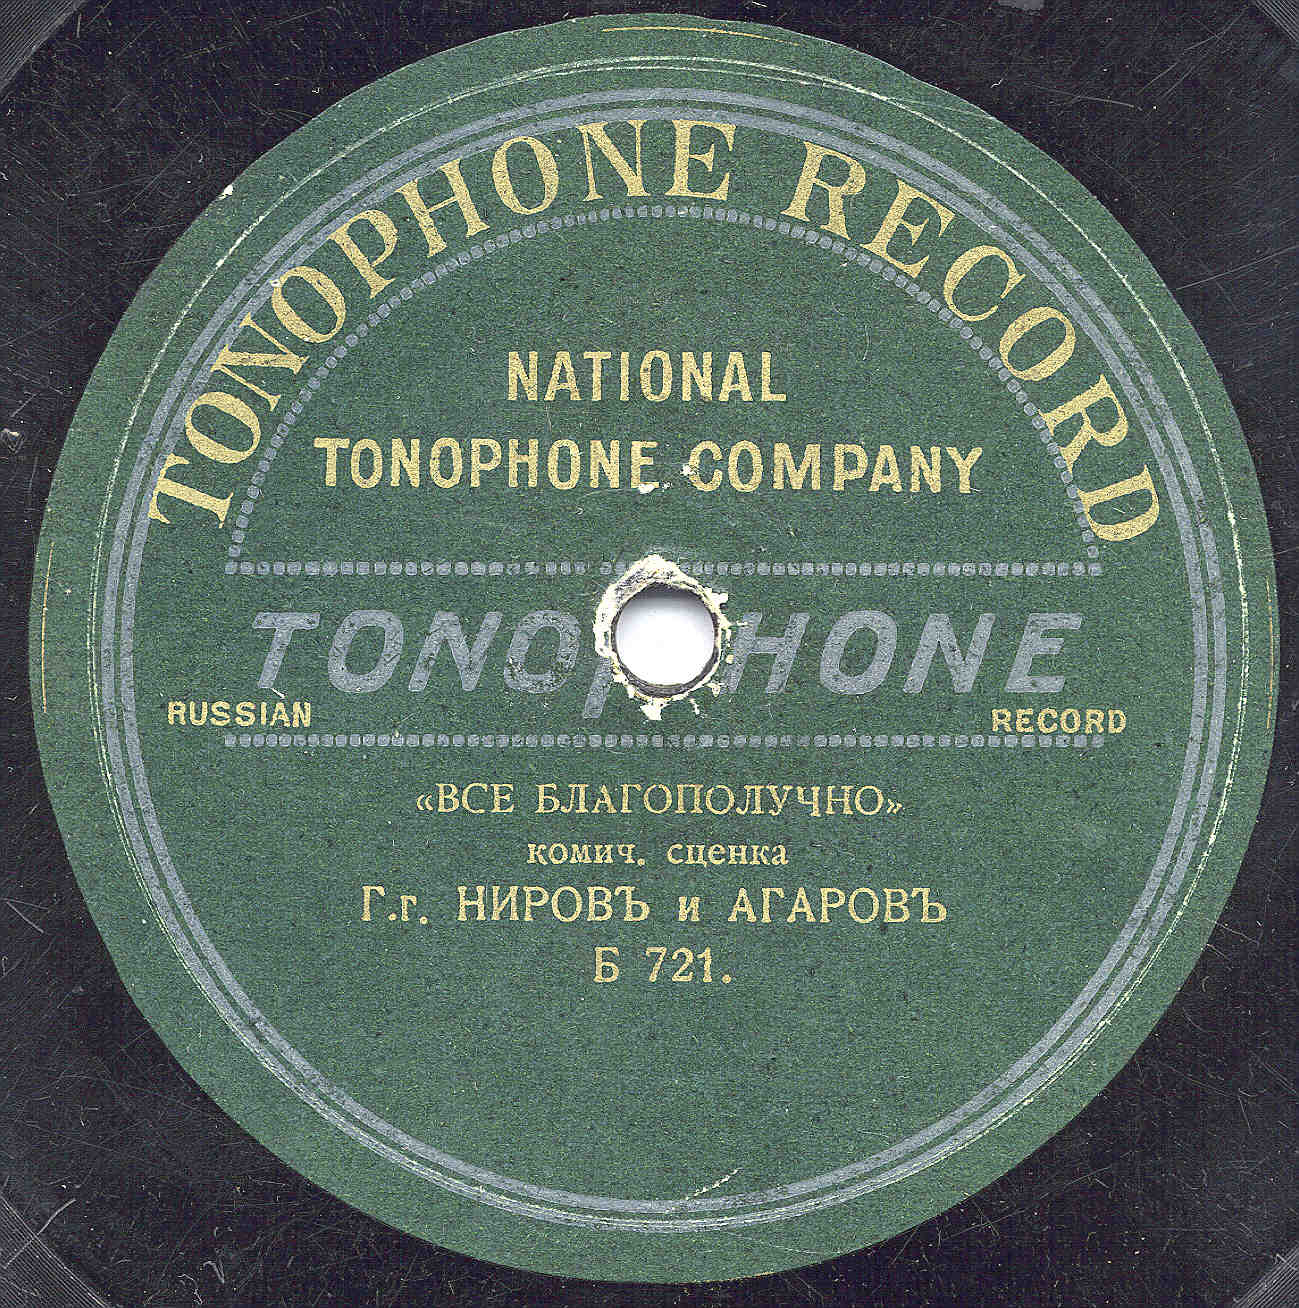 TONOPHONE RECORD
NATIONAL
TONOPHONE COMPANY
TONOPHONE
RUSSIAN RECORD
«ВСЕ БЛАГОПОЛУЧНО»
комич. сценка
Г.г. НИРОВЪ и АГАРОВЪ
Б 721.